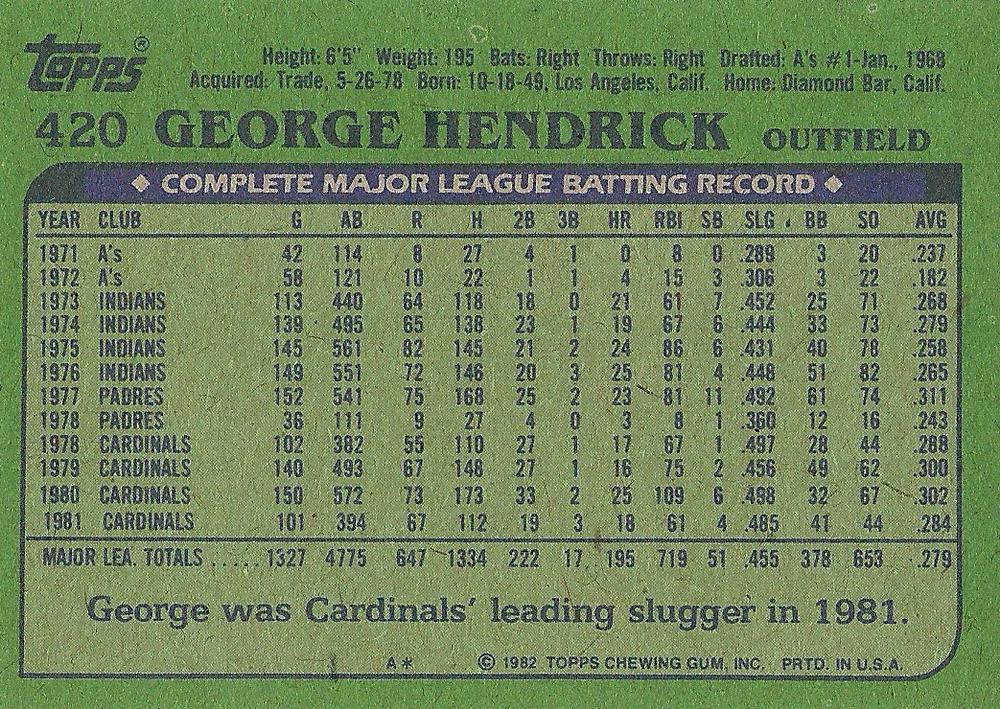 Topps®
Height: 6'5" Weight: 195 Bats: Right Throws: Right Drafted: A's #1-Jan., 1968
Acquired: Trade, 5-26-78 Born: 10-18-49, Los Angeles, Calif. Home: Diamond Bar, Calif.
420 GEORGE HENDRICK OUTFIELD
◆ COMPLETE MAJOR LEAGUE BATTING RECORD ◆
YEAR CLUB G AB R H 2B 3B HR RBI SB SLG. BB SO AVG
1971 A's 42 114 8 27 4 1 0 8 0 .289 3 20 .237
1972 A's 58 121 10 22 1 1 4 15 3 .306 3 22 .182
1973 INDIANS 113 440 64 118 18 0 21 61 7 .452 25 71 .268
1974 INDIANS 139 495 65 138 23 1 19 67 6 .444 33 73 .279
1975 INDIANS 145 561 82 145 21 2 24 86 6 .431 40 78 .258
1976 INDIANS 149 551 72 146 20 3 25 81 4 .448 51 82 .265
1977 PADRES 152 541 75 168 25 2 23 81 11 .492 61 74 .311
1978 PADRES 36 111 9 27 4 0 3 8 1 .360 12 16 .243
1978 CARDINALS 102 382 55 110 27 1 17 67 1 .497 28 44 .288
1979 CARDINALS 140 493 67 148 27 1 16 75 2 .456 49 62 .300
1980 CARDINALS 150 572 73 173 33 2 25 109 6 .498 32 67 .302
1981 CARDINALS 101 394 67 112 19 3 18 61 4 .485 41 44 .284
MAJOR LEA. TOTALS ..... 1327 4775 647 1334 222 17 195 719 51 .455 378 653 .279
George was Cardinals' leading slugger in 1981.
A* © 1982 TOPPS CHEWING GUM, INC. PRTD. IN U.S.A.